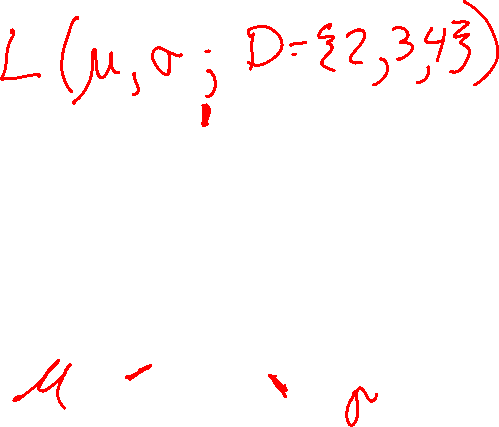 L(μ, σ; D={2,3,4})
μ σ